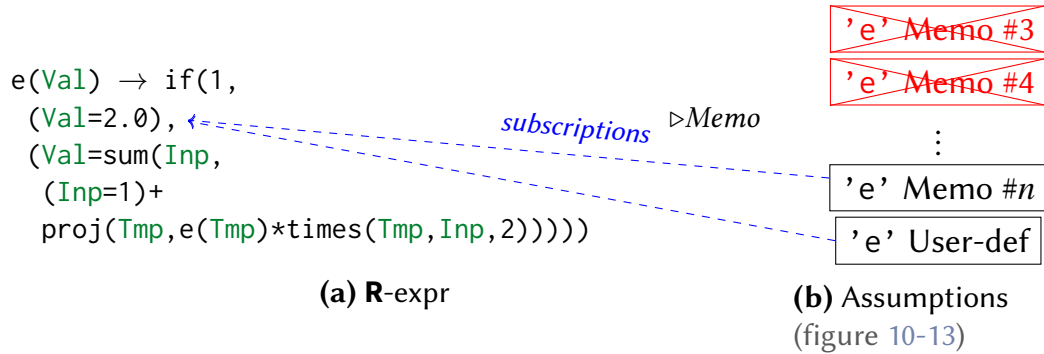 'e' Memo #3
'e' Memo #4
e(Val) → if(1,
(Val=2.0),
(Val=sum(Inp,
(Inp=1)+
proj(Tmp,e(Tmp)*times(Tmp,Inp,2)))))
subscriptions
▷Memo
⋮
'e' Memo #n
'e' User-def
(a) R-expr
(b) Assumptions
(figure 10-13)